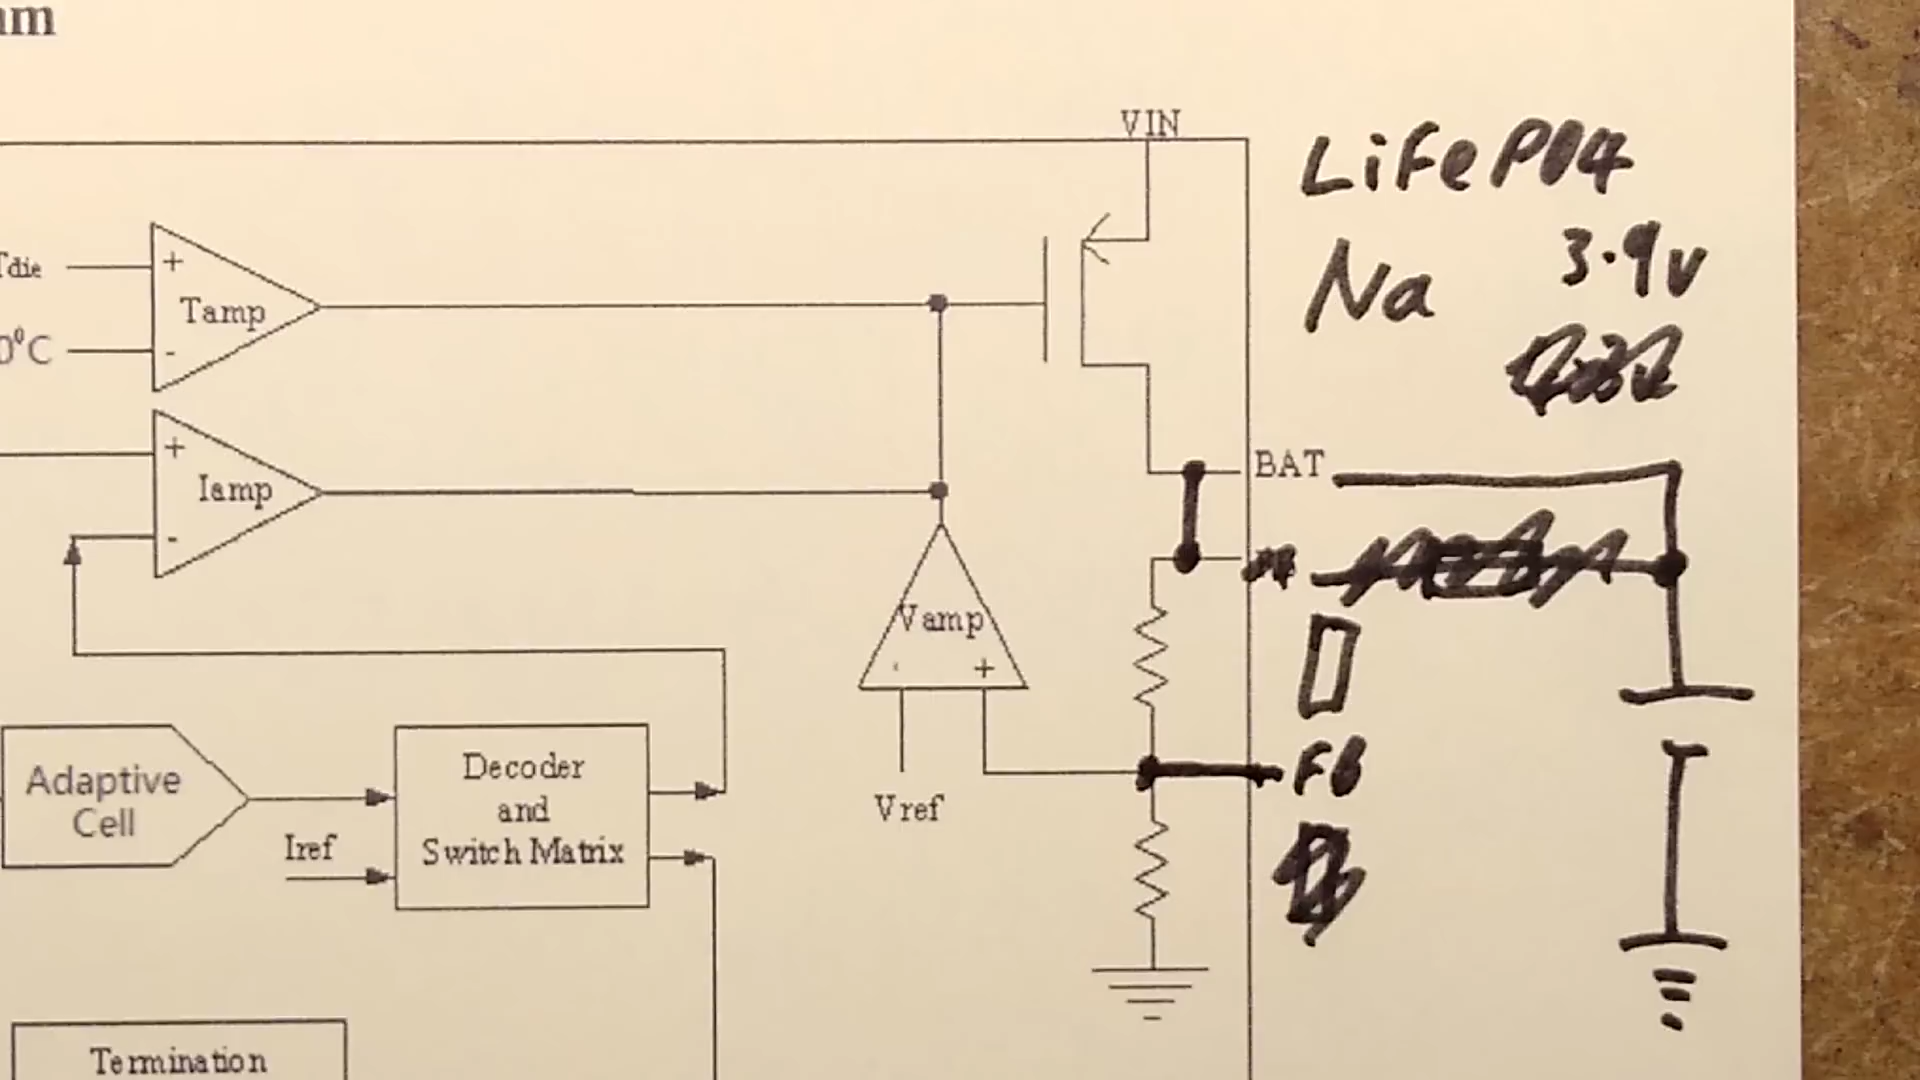 VIN
LiFePO4
Tdie
+
3.9v
Na
Tamp
0°C
-
+
BAT
Iamp
-
Vamp
- +
Decoder
and
Switch Matrix
Adaptive
Cell
FB
Vref
Iref
Termination